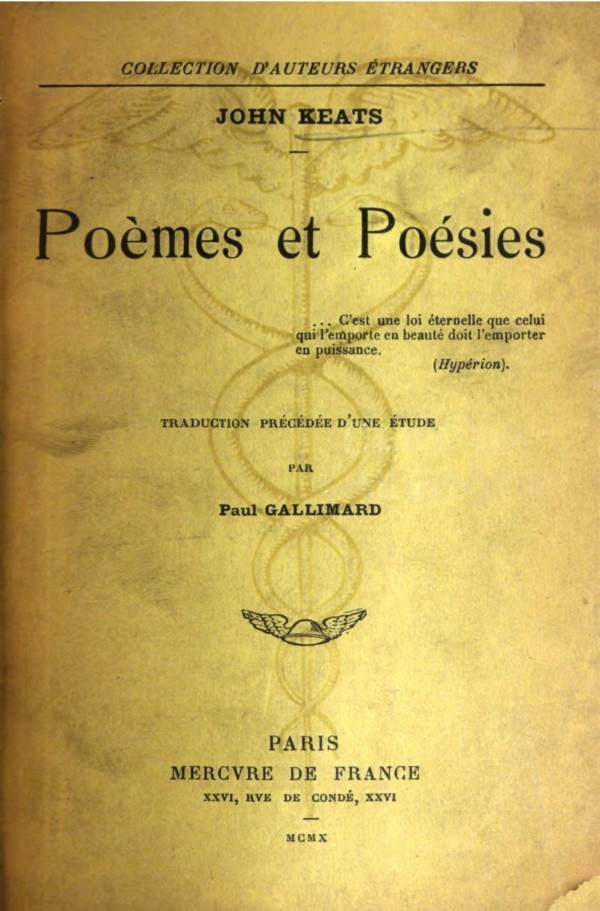 COLLECTION D'AUTEURS ÉTRANGERS
JOHN KEATS
Poèmes et Poésies
... C'est une loi éternelle que celui
qui l'emporte en beauté doit l'emporter
en puissance.
(Hypérion).
TRADUCTION PRÉCÉDÉE D'UNE ÉTUDE
PAR
Paul GALLIMARD
PARIS
MERCVRE DE FRANCE
XXVI, RVE DE CONDÉ, XXVI
MCMX